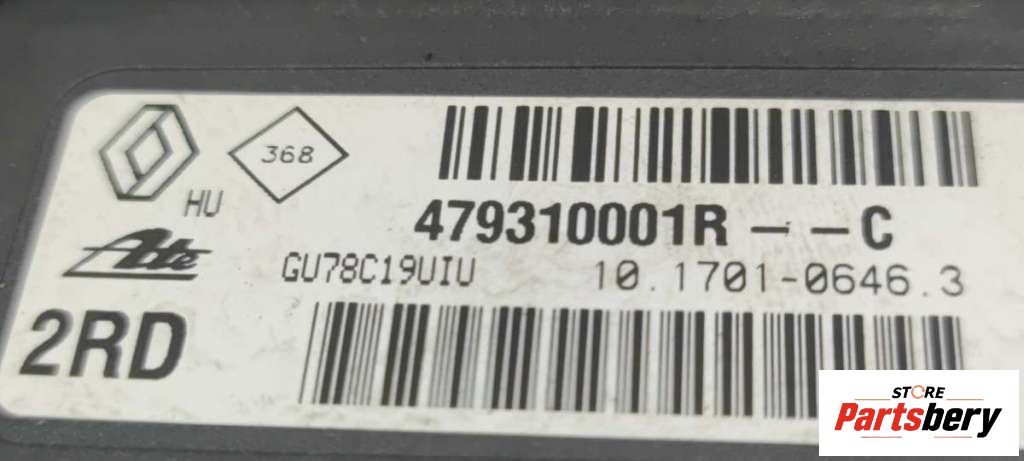 368
HU
479310001R - - C
Ate
GU78C19UIU 10.1701-0646.3
2RD
STORE
Partsbery